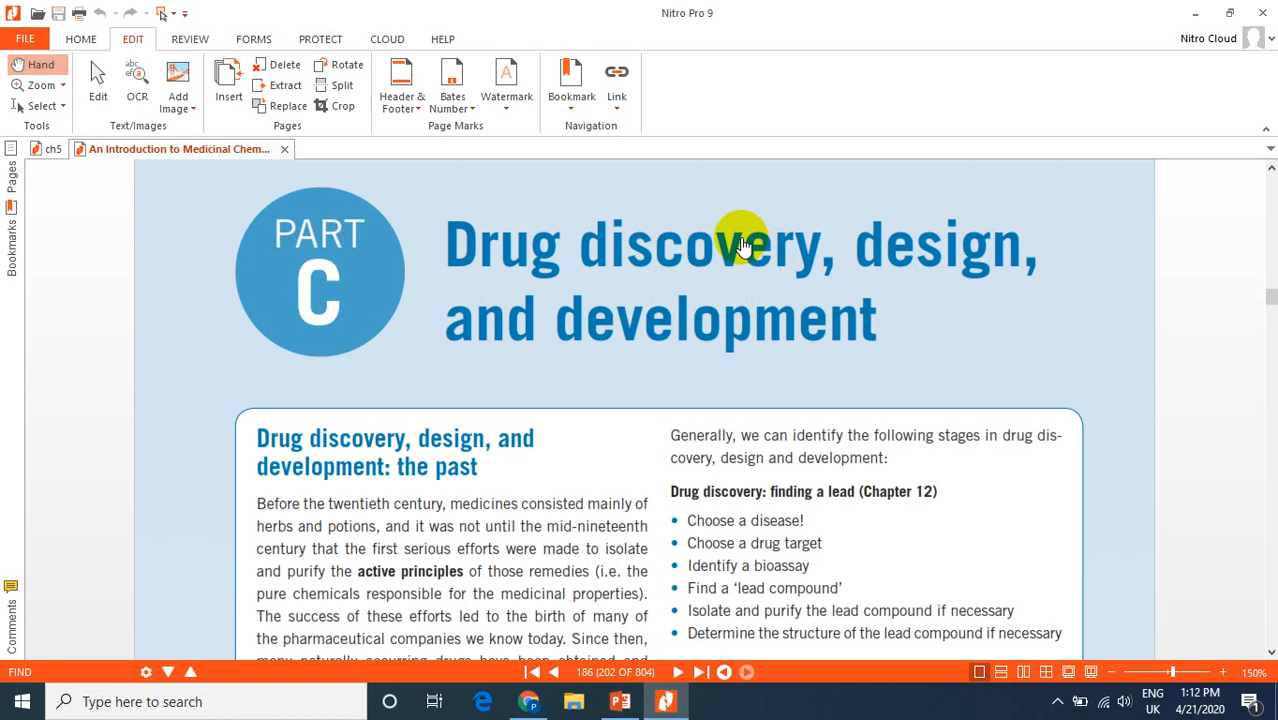 Nitro Pro 9
FILE
HOME
EDIT
REVIEW
FORMS
PROTECT
CLOUD
HELP
Nitro Cloud
Hand
Zoom
Select
Tools
Edit
abc
OCR
Add
Image
Text/Images
Insert
Delete
Extract
Replace
Rotate
Split
Crop
Pages
Header &
Footer
Bates
Number
A
Watermark
Page Marks
Bookmark
Link
Navigation
ch5
An Introduction to Medicinal Chem...
Pages
Bookmarks
Comments
PART
C
Drug discovery, design,
and development
Drug discovery, design, and
development: the past
Before the twentieth century, medicines consisted mainly of
herbs and potions, and it was not until the mid-nineteenth
century that the first serious efforts were made to isolate
and purify the active principles of those remedies (i.e. the
pure chemicals responsible for the medicinal properties).
The success of these efforts led to the birth of many of
the pharmaceutical companies we know today. Since then,
many naturally occurring drugs have been obtained and
Generally, we can identify the following stages in drug dis-
covery, design and development:
Drug discovery: finding a lead (Chapter 12)
• Choose a disease!
• Choose a drug target
• Identify a bioassay
• Find a ‘lead compound’
• Isolate and purify the lead compound if necessary
• Determine the structure of the lead compound if necessary
FIND
186 (202 OF 804)
150%
Type here to search
ENG
UK
1:12 PM
4/21/2020
1